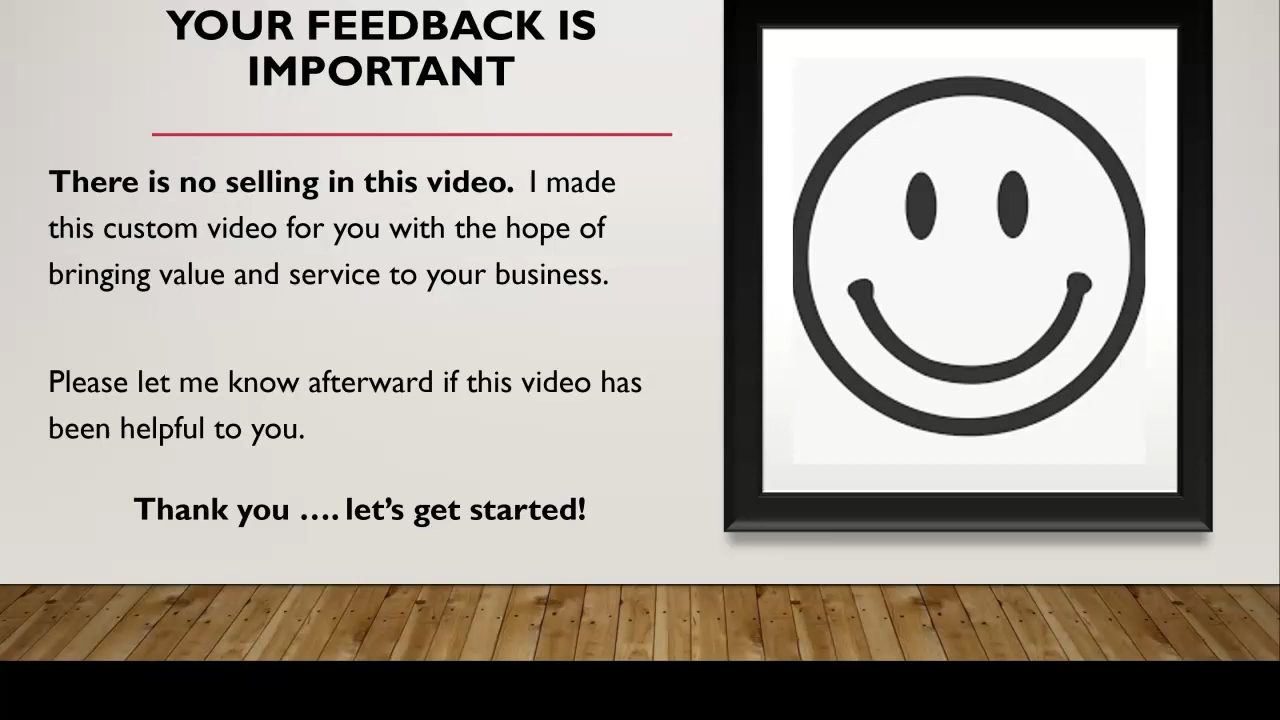 YOUR FEEDBACK IS
IMPORTANT
There is no selling in this video.  I made
this custom video for you with the hope of
bringing value and service to your business.
Please let me know afterward if this video has
been helpful to you.
Thank you …. let’s get started!